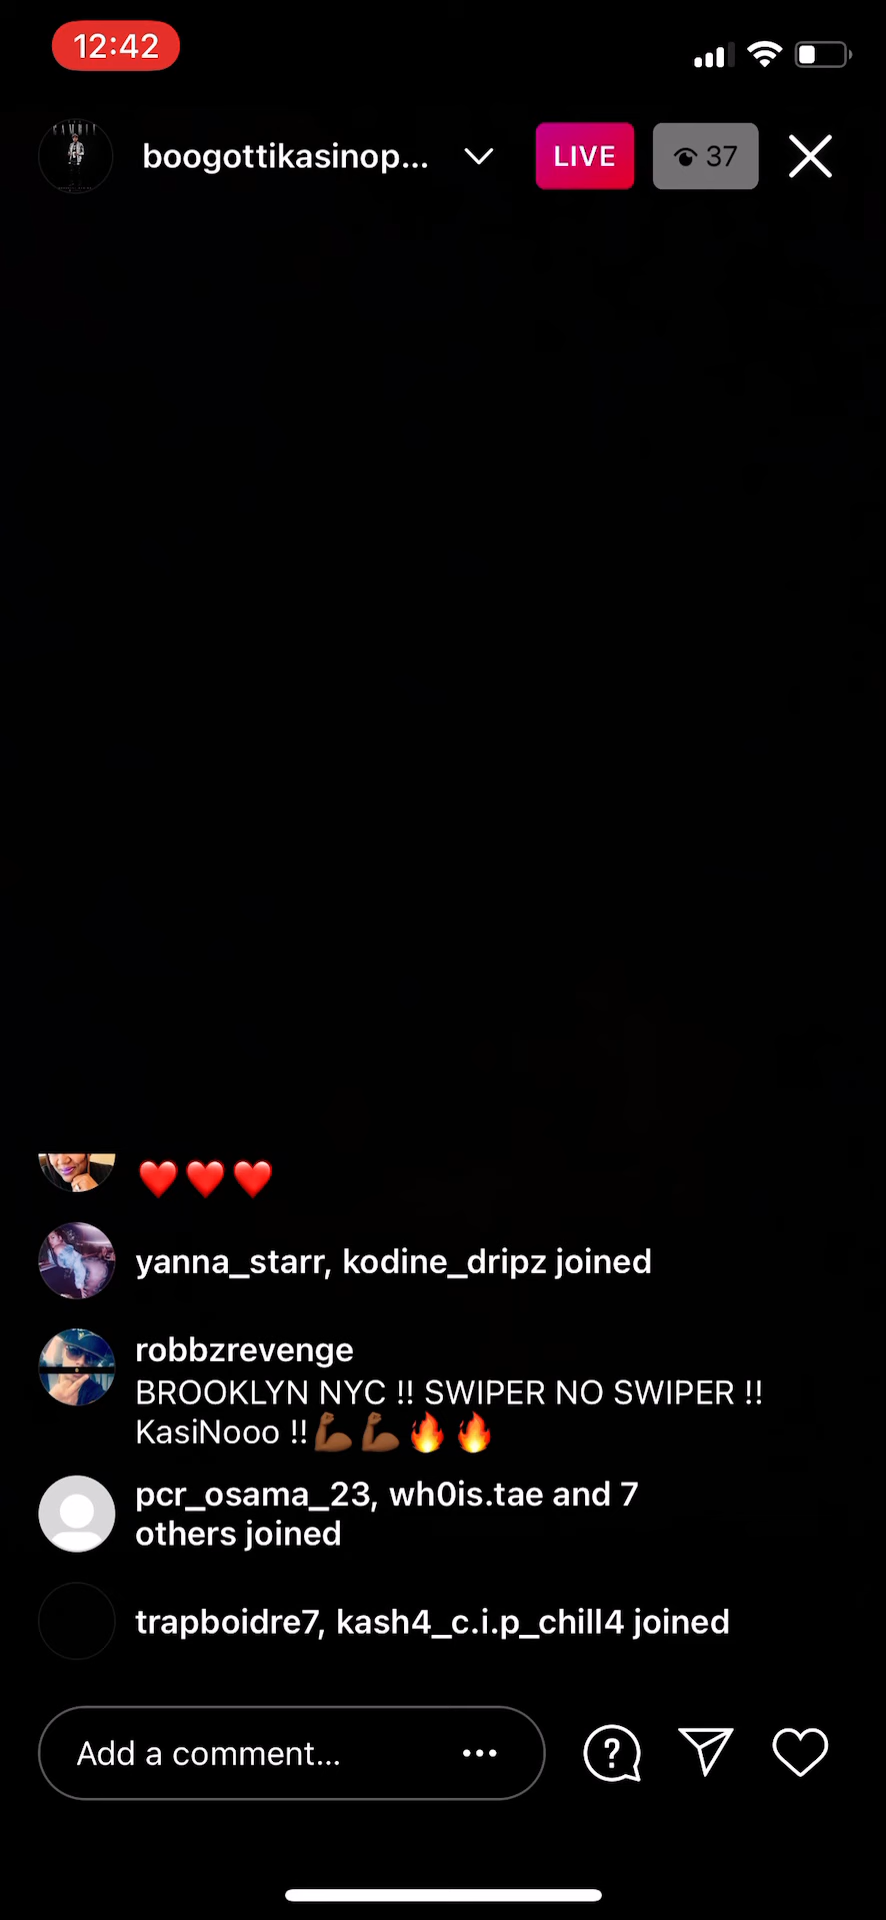 12:42
boogottikasinop...
LIVE
37
❤️❤️❤️
yanna_starr, kodine_dripz joined
robbzrevenge
BROOKLYN NYC !! SWIPER NO SWIPER !!
KasiNooo !!💪🏾💪🏾🔥🔥
pcr_osama_23, wh0is.tae and 7
others joined
trapboidre7, kash4_c.i.p_chill4 joined
Add a comment...